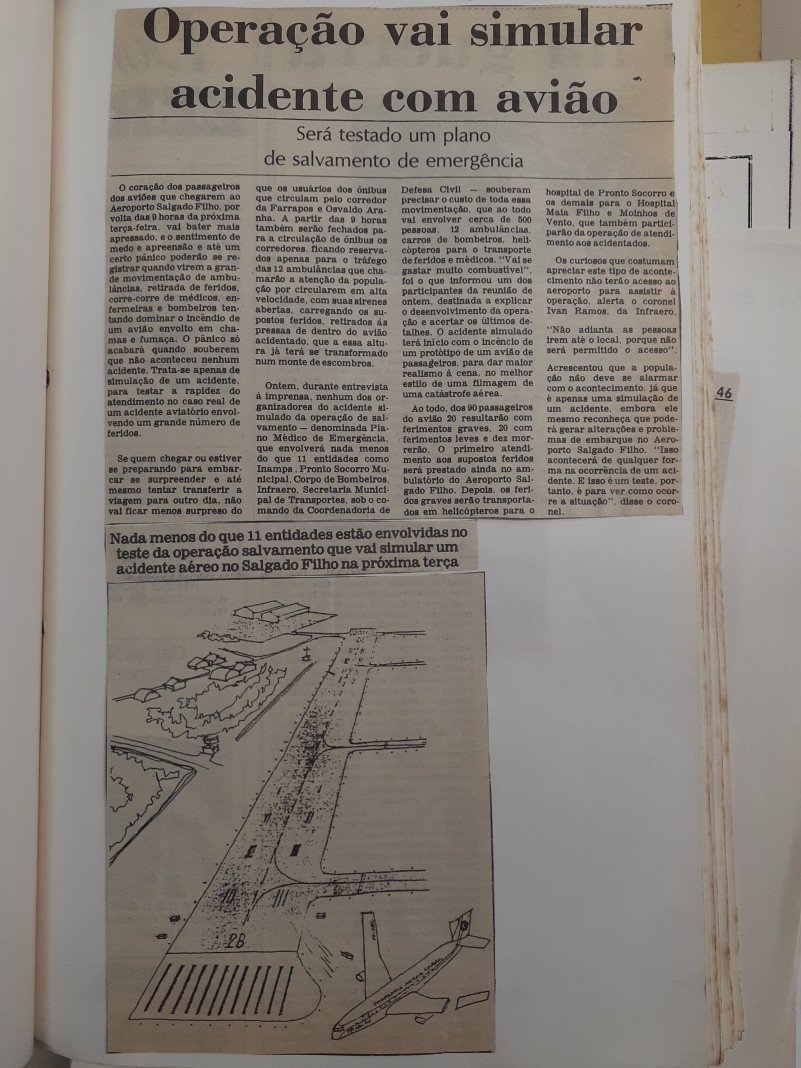 Operação vai simular
acidente com avião
Será testado um plano
de salvamento de emergência
O coração dos passageiros
dos aviões que chegarem ao
Aeroporto Salgado Filho, por
volta das 9 horas da próxima
terça-feira, vai bater mais
apressado, e o sentimento de
medo e apreensão e até um
certo pânico poderão se re-
gistrar quando virem a gran-
de movimentação de ambu-
lâncias, retirada de feridos,
corre-corre de médicos, en-
fermeiras e bombeiros ten-
tando dominar o incêndio de
um avião envolto em cha-
mas e fumaça. O pânico só
acabará quando souberem
que não aconteceu nenhum
acidente. Trata-se apenas de
simulação de um acidente,
para testar a rapidez do
atendimento no caso real de
um acidente aviatório envol-
vendo um grande número de
feridos.
Se quem chegar ou estiver
se preparando para embar-
car se surpreender e até
mesmo tentar transferir a
viagem para outro dia, não
vai ficar menos surpreso do
que os usuários dos ônibus
que circulam pelo corredor
da Farrapos e Osvaldo Ara-
nha. A partir das 9 horas
também serão fechados pa-
ra a circulação de ônibus os
corredores, ficando reserva-
dos apenas para o tráfego
das 12 ambulâncias que cha-
marão a atenção da popula-
ção por circularem em alta
velocidade, com suas sirenes
abertas, carregando os su-
postos feridos, retirados às
pressas de dentro do avião
acidentado, que a essa altu-
ra já terá se transformado
num monte de escombros.
Ontem, durante entrevista
à imprensa, nenhum dos or-
ganizadores do acidente si-
mulado da operação de sal-
vamento — denominada Pla-
no Médico de Emergência,
que envolverá nada menos
do que 11 entidades como
Inamps, Pronto Socorro Mu-
nicipal, Corpo de Bombeiros,
Infraero, Secretaria Munici-
pal de Transportes, sob o co-
mando da Coordenadoria de
Defesa Civil — souberam
precisar o custo de toda essa
movimentação, que ao todo
vai envolver cerca de 500
pessoas, 12 ambulâncias,
carros de bombeiros, heli-
cópteros para o transporte
de feridos e médicos. "Vai se
gastar muito combustível",
foi o que informou um dos
participantes da reunião de
ontem, destinada a explicar
o desenvolvimento da opera-
ção e acertar os últimos de-
talhes. O acidente simulado
terá início com o incêncio de
um protótipo de um avião de
passageiros, para dar maior
realismo à cena, no melhor
estilo de uma filmagem de
uma catástrofe aérea.
Ao todo, dos 90 passageiros
do avião 20 resultarão com
ferimentos graves, 20 com
ferimentos leves e dez mor-
rerão. O primeiro atendi-
mento aos supostos feridos
será prestado ainda no am-
bulatório do Aeroporto Sal-
gado Filho. Depois, os feri-
dos graves serão transporta-
dos em helicópteros para o
hospital de Pronto Socorro e
os demais para o Hospital
Maia Filho e Moinhos de
Vento, que também partici-
parão da operação de atendi-
mento aos acidentados.
Os curiosos que costumam
apreciar este tipo de aconte-
cimento não terão acesso ao
aeroporto para assistir à
operação, alerta o coronel
Ivan Ramos, da Infraero.
"Não adianta as pessoas
irem até o local, porque não
será permitido o acesso".
Acrescentou que a popula-
ção não deve se alarmar
com o acontecimento, já que
é apenas uma simulação de
um acidente, embora ele
mesmo reconheça que pode-
rá gerar alterações e proble-
mas de embarque no Aero-
porto Salgado Filho. "Isso
acontecerá de qualquer for-
ma na ocorrência de um aci-
dente. E isso é um teste, por-
tanto, é para ver como ocor-
re a situação", disse o coro-
nel.
46
Nada menos do que 11 entidades estão envolvidas no
teste da operação salvamento que vai simular um
acidente aéreo no Salgado Filho na próxima terça
28